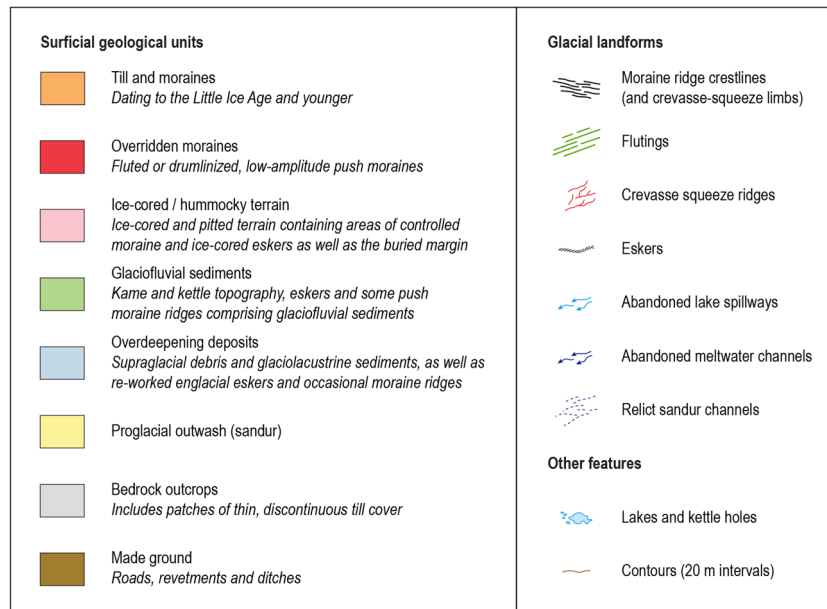 Surficial geological units
Till and moraines
Dating to the Little Ice Age and younger
Overridden moraines
Fluted or drumlinized, low-amplitude push moraines
Ice-cored / hummocky terrain
Ice-cored and pitted terrain containing areas of controlled
moraine and ice-cored eskers as well as the buried margin
Glaciofluvial sediments
Kame and kettle topography, eskers and some push
moraine ridges comprising glaciofluvial sediments
Overdeepening deposits
Supraglacial debris and glaciolacustrine sediments, as well as
re-worked englacial eskers and occasional moraine ridges
Proglacial outwash (sandur)
Bedrock outcrops
Includes patches of thin, discontinuous till cover
Made ground
Roads, revetments and ditches
Glacial landforms
Moraine ridge crestlines
(and crevasse-squeeze limbs)
Flutings
Crevasse squeeze ridges
Eskers
Abandoned lake spillways
Abandoned meltwater channels
Relict sandur channels
Other features
Lakes and kettle holes
Contours (20 m intervals)